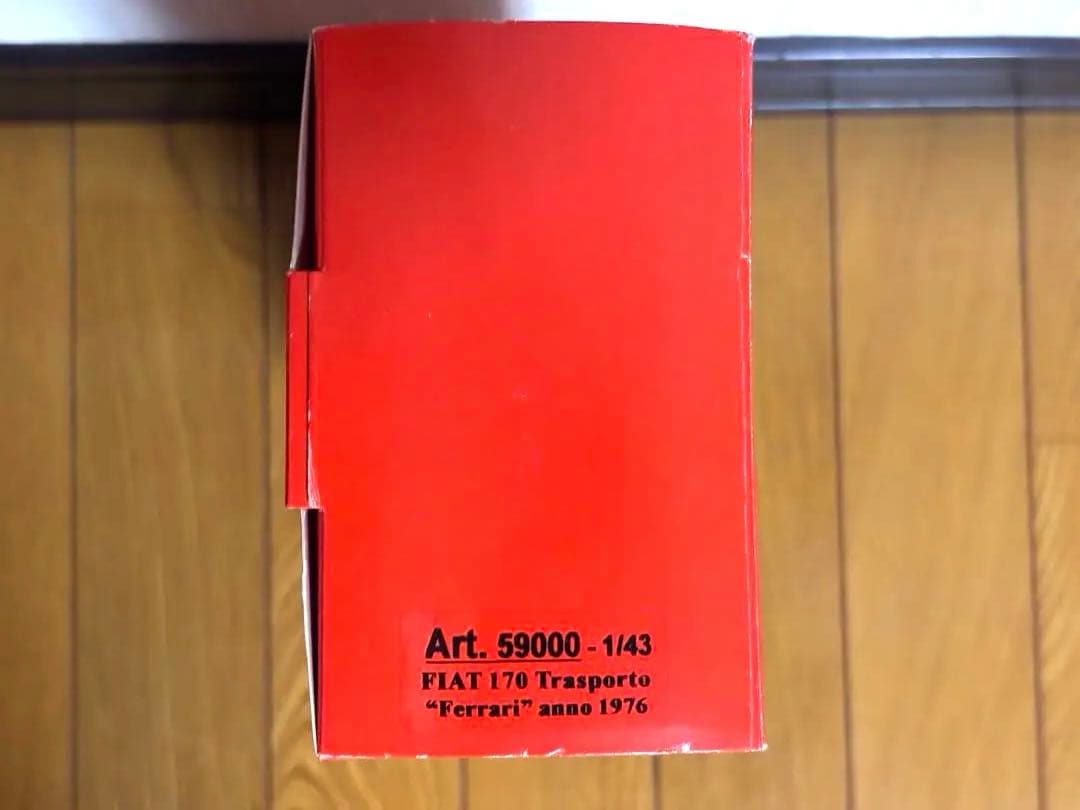 Art. 59000 - 1/43
FIAT 170 Trasporto
“Ferrari” anno 1976